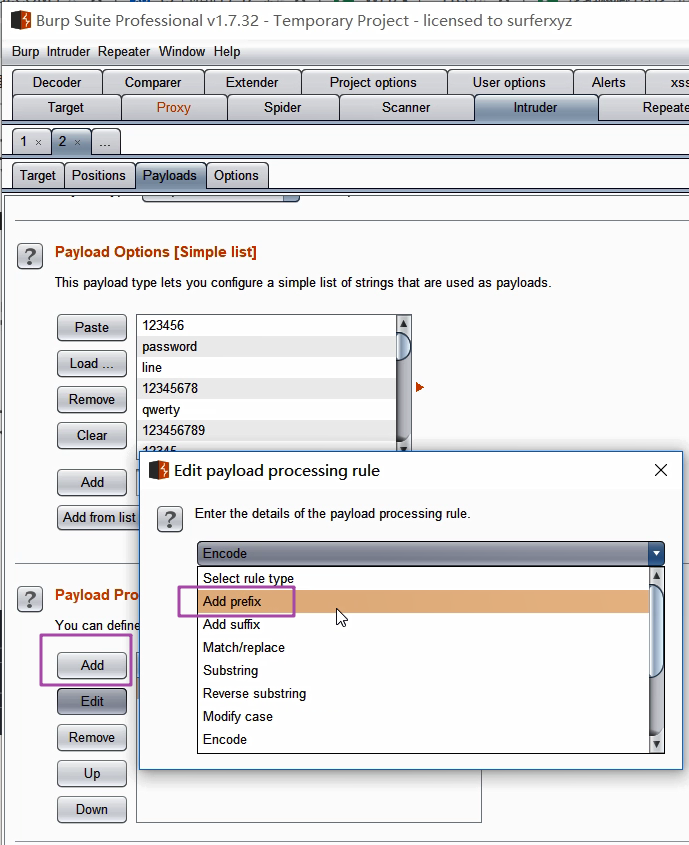 Burp Suite Professional v1.7.32 - Temporary Project - licensed to surferxyz
Burp Intruder Repeater Window Help
Decoder Comparer Extender Project options User options Alerts xss
Target Proxy Spider Scanner Intruder Repeate
1 × 2 × ...
Target Positions Payloads Options
? Payload Options [Simple list]
This payload type lets you configure a simple list of strings that are used as payloads.
Paste 123456
password
Load ... line
Remove 12345678
qwerty
Clear 123456789
12345
Edit payload processing rule
Add
? Enter the details of the payload processing rule.
Add from list
Encode
Select rule type
? Payload Pro Add prefix
You can define Add suffix
Match/replace
Add Substring
Edit Reverse substring
Modify case
Remove Encode
Up
Down